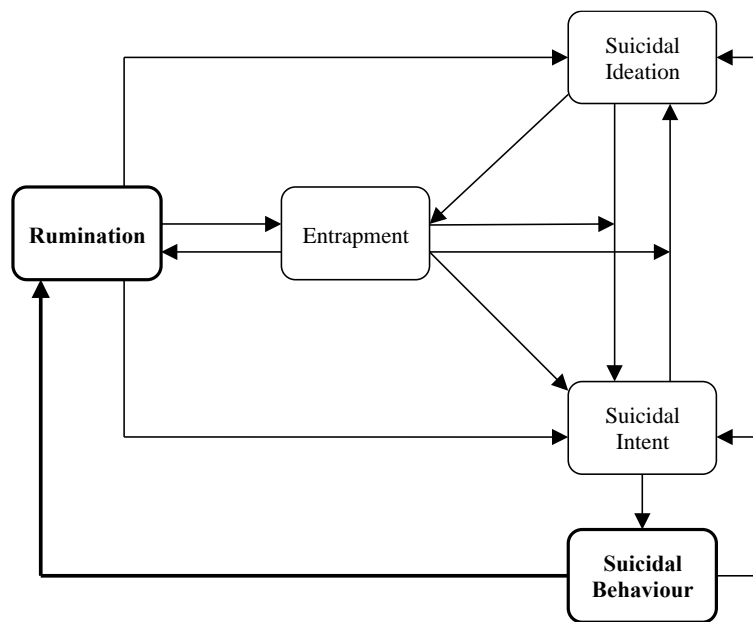 Suicidal
Ideation
Rumination
Entrapment
Suicidal
Intent
Suicidal
Behaviour